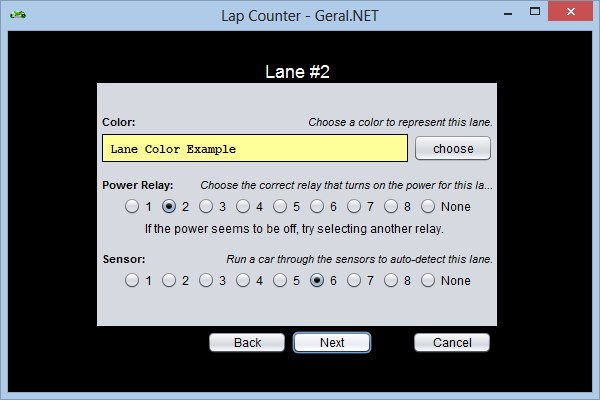 Lap Counter - Geral.NET
Lane #2
Color: Choose a color to represent this lane.
Lane Color Example choose
Power Relay: Choose the correct relay that turns on the power for this la...
1 2 3 4 5 6 7 8 None
If the power seems to be off, try selecting another relay.
Sensor: Run a car through the sensors to auto-detect this lane.
1 2 3 4 5 6 7 8 None
Back Next Cancel